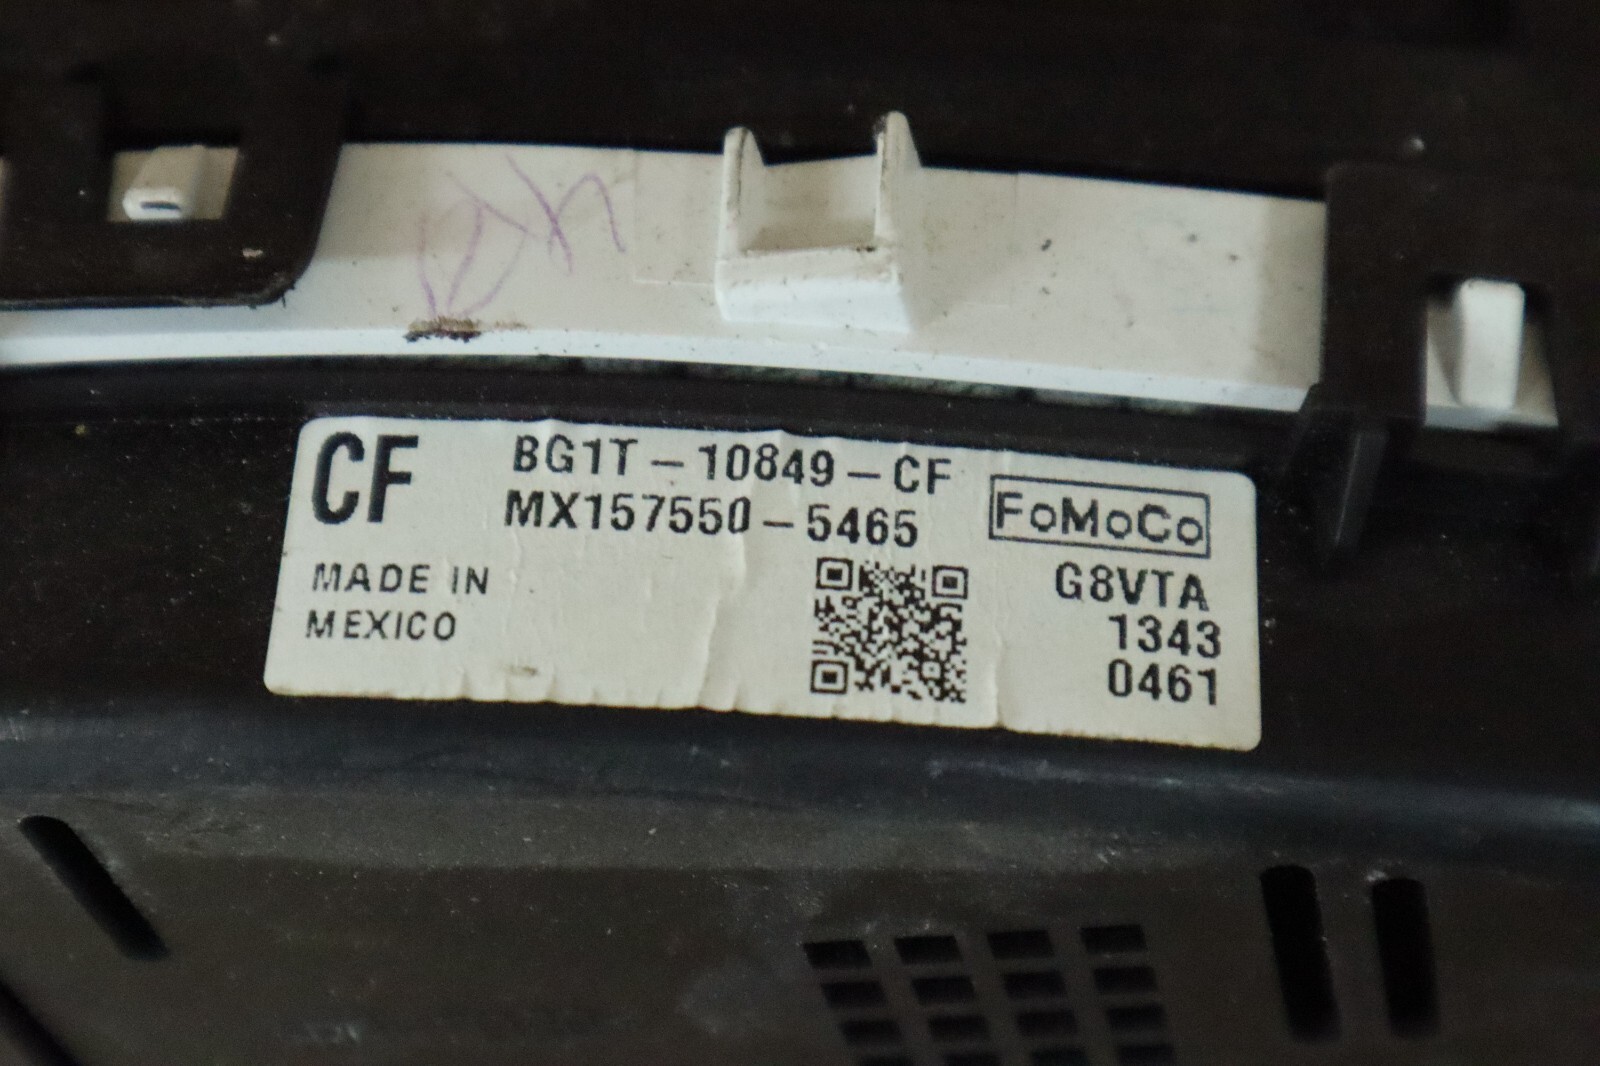 CF
BG1T-10849-CF
MX157550-5465
FoMoCo
MADE IN
MEXICO
G8VTA
1343
0461